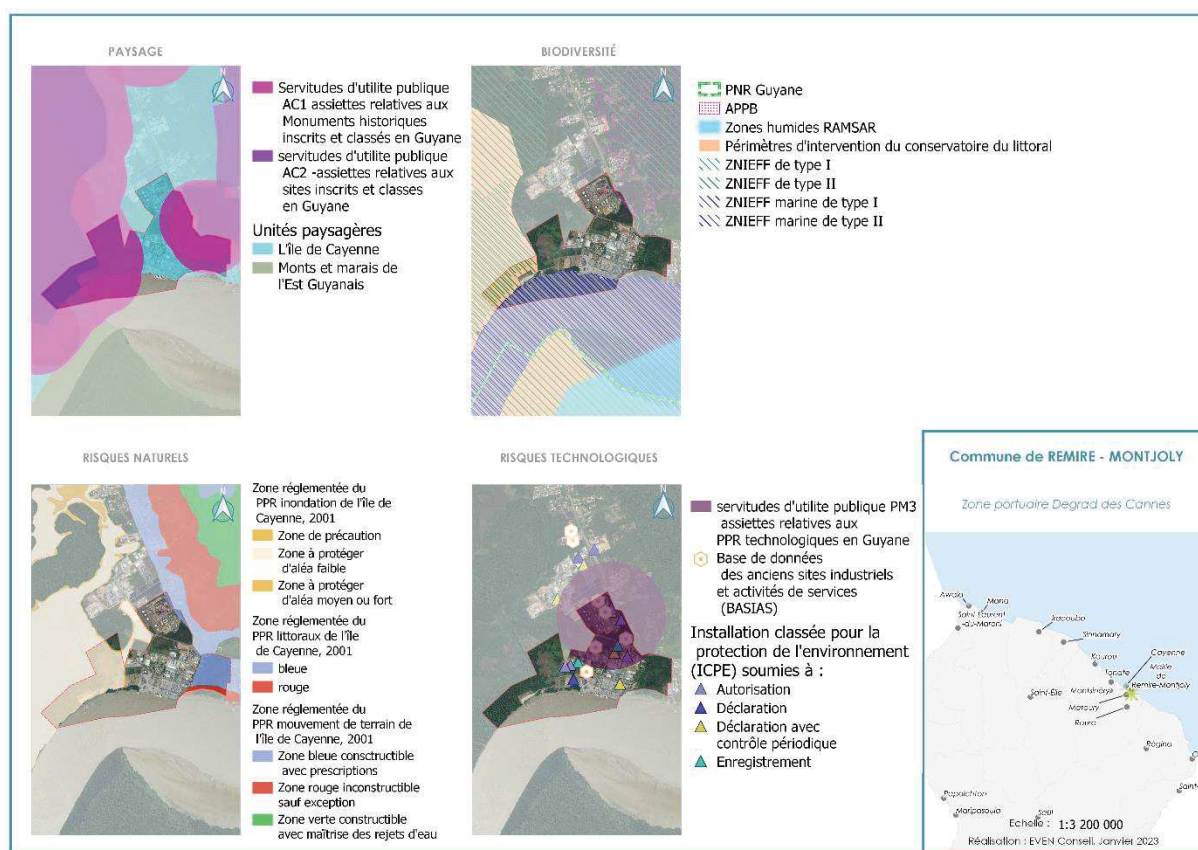 PAYSAGE
N
Servitudes d'utilite publique
AC1 assiettes relatives aux
Monuments historiques
inscrits et classés en Guyane
servitudes d'utilite publique
AC2 -assiettes relatives aux
sites inscrits et classes
en Guyane
Unités paysagères
L'île de Cayenne
Monts et marais de
l'Est Guyanais
BIODIVERSITÉ
N
PNR Guyane
APPB
Zones humides RAMSAR
Périmètres d'intervention du conservatoire du littoral
ZNIEFF de type I
ZNIEFF de type II
ZNIEFF marine de type I
ZNIEFF marine de type II
RISQUES NATURELS
N
Zone réglementée du
PPR inondation de l'île de
Cayenne, 2001
Zone de précaution
Zone à protéger
d'aléa faible
Zone à protéger
d'aléa moyen ou fort
Zone réglementée du
PPR littoraux de l'île
de Cayenne, 2001
bleue
rouge
Zone réglementée du
PPR mouvement de terrain de
l'île de Cayenne, 2001
Zone bleue consctructible
avec prescriptions
Zone rouge inconstructible
sauf exception
Zone verte constructible
avec maîtrise des rejets d'eau
RISQUES TECHNOLOGIQUES
N
servitudes d'utilite publique PM3
assiettes relatives aux
PPR technologiques en Guyane
Base de données
des anciens sites industriels
et activités de services
(BASIAS)
Installation classée pour la
protection de l'environnement
(ICPE) soumies à :
Autorisation
Déclaration
Déclaration avec
contrôle périodique
Enregistrement
Commune de REMIRE - MONTJOLY
Zone portuaire Degrad des Cannes
Awala
Mana
Saint-Laurent
-du-Maroni
Iracoubo
Sinnamary
Kourou
Cayenne
Tonate
Mairie de
Remire-Montjoly
Montsinéry
Saint-Élie
Matoury
Roura
Régina
Saint-
Papaichton
Maripasoula
Saül
Echelle : 1:3 200 000
Réalisation : EVEN Conseil, Janvier 2023